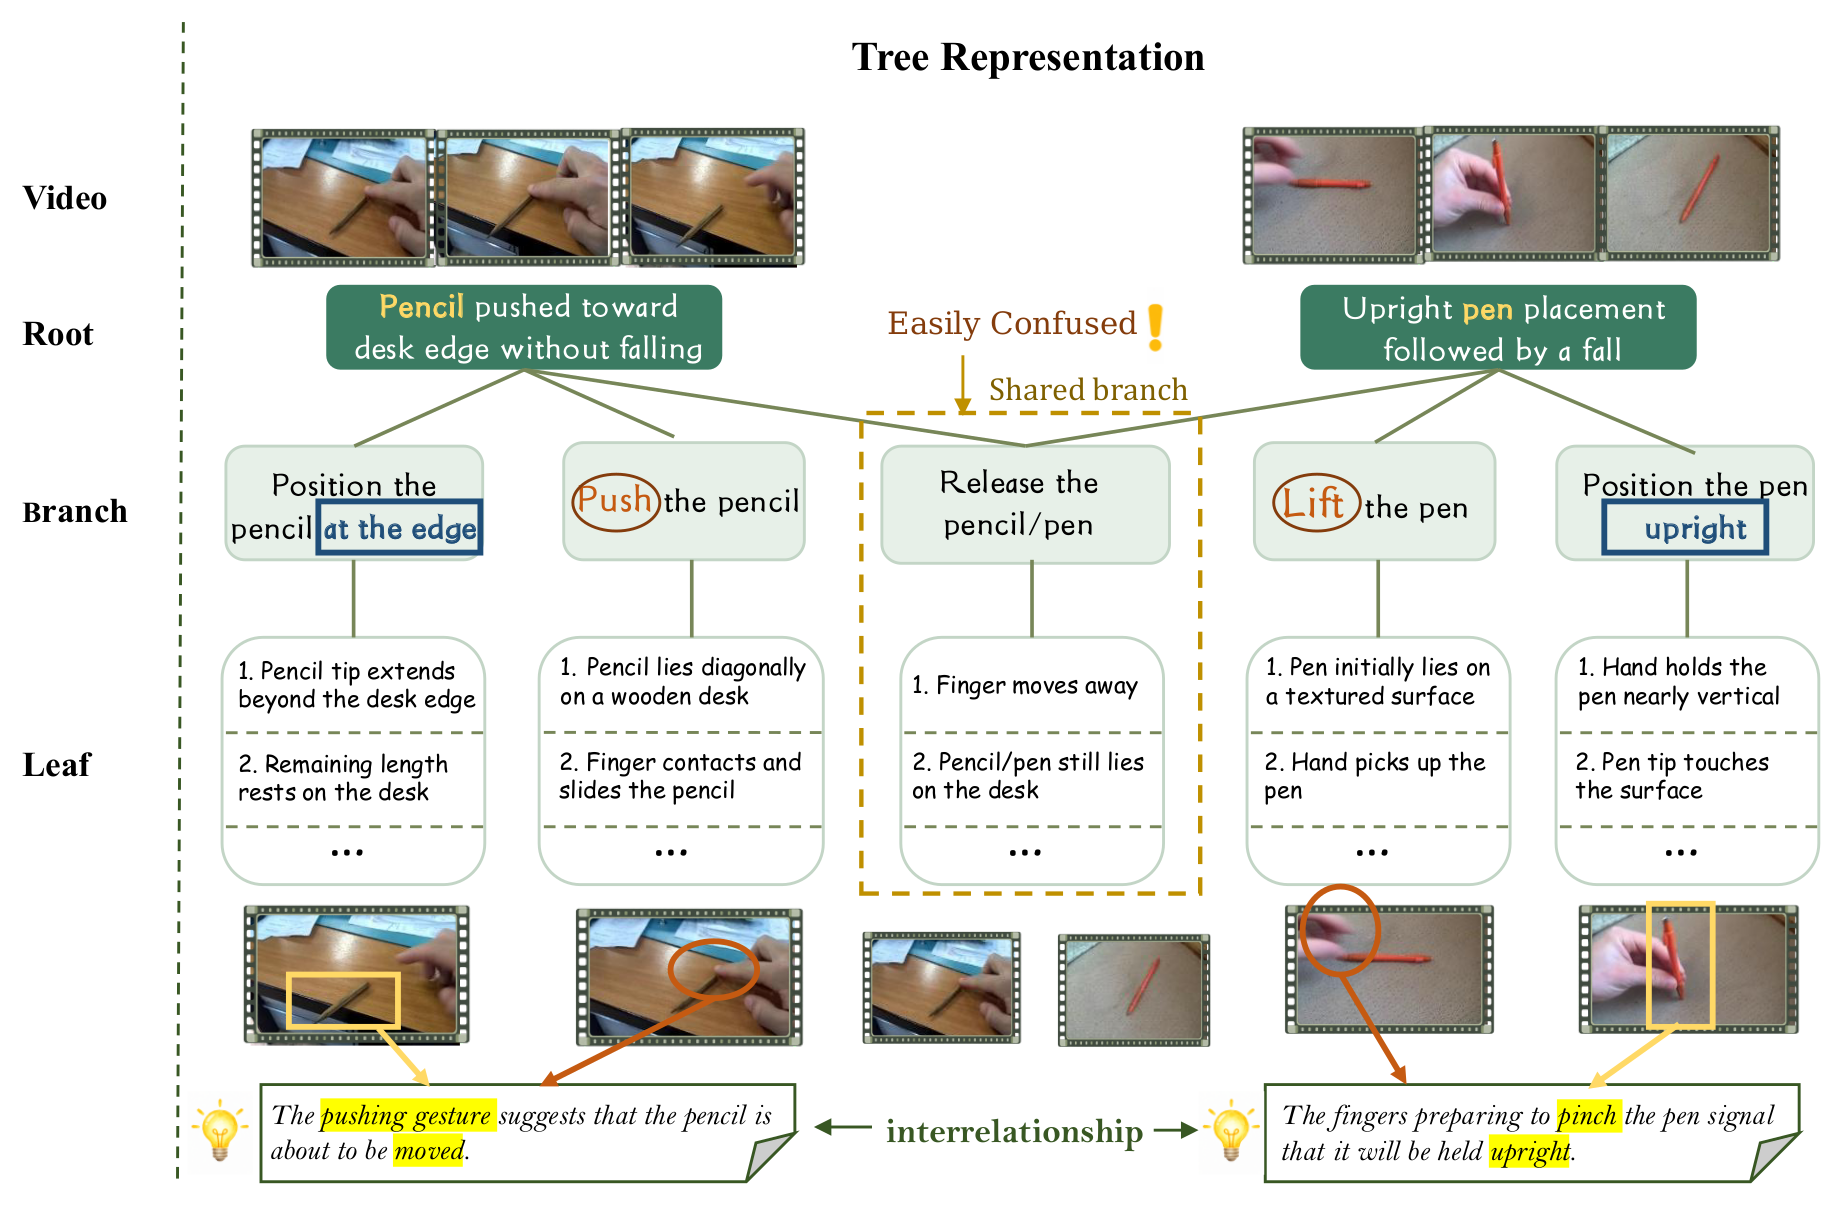 Tree Representation
Video
Root
Pencil pushed toward
desk edge without falling
Easily Confused!
Shared branch
Upright pen placement
followed by a fall
Branch
Position the
pencil at the edge
Push the pencil
Release the
pencil/pen
Lift the pen
Position the pen
upright
Leaf
1. Pencil tip extends
beyond the desk edge
2. Remaining length
rests on the desk
...
1. Pencil lies diagonally
on a wooden desk
2. Finger contacts and
slides the pencil
...
1. Finger moves away
2. Pencil/pen still lies
on the desk
...
1. Pen initially lies on
a textured surface
2. Hand picks up the
pen
...
1. Hand holds the
pen nearly vertical
2. Pen tip touches
the surface
...
The pushing gesture suggests that the pencil is
about to be moved.
interrelationship
The fingers preparing to pinch the pen signal
that it will be held upright.